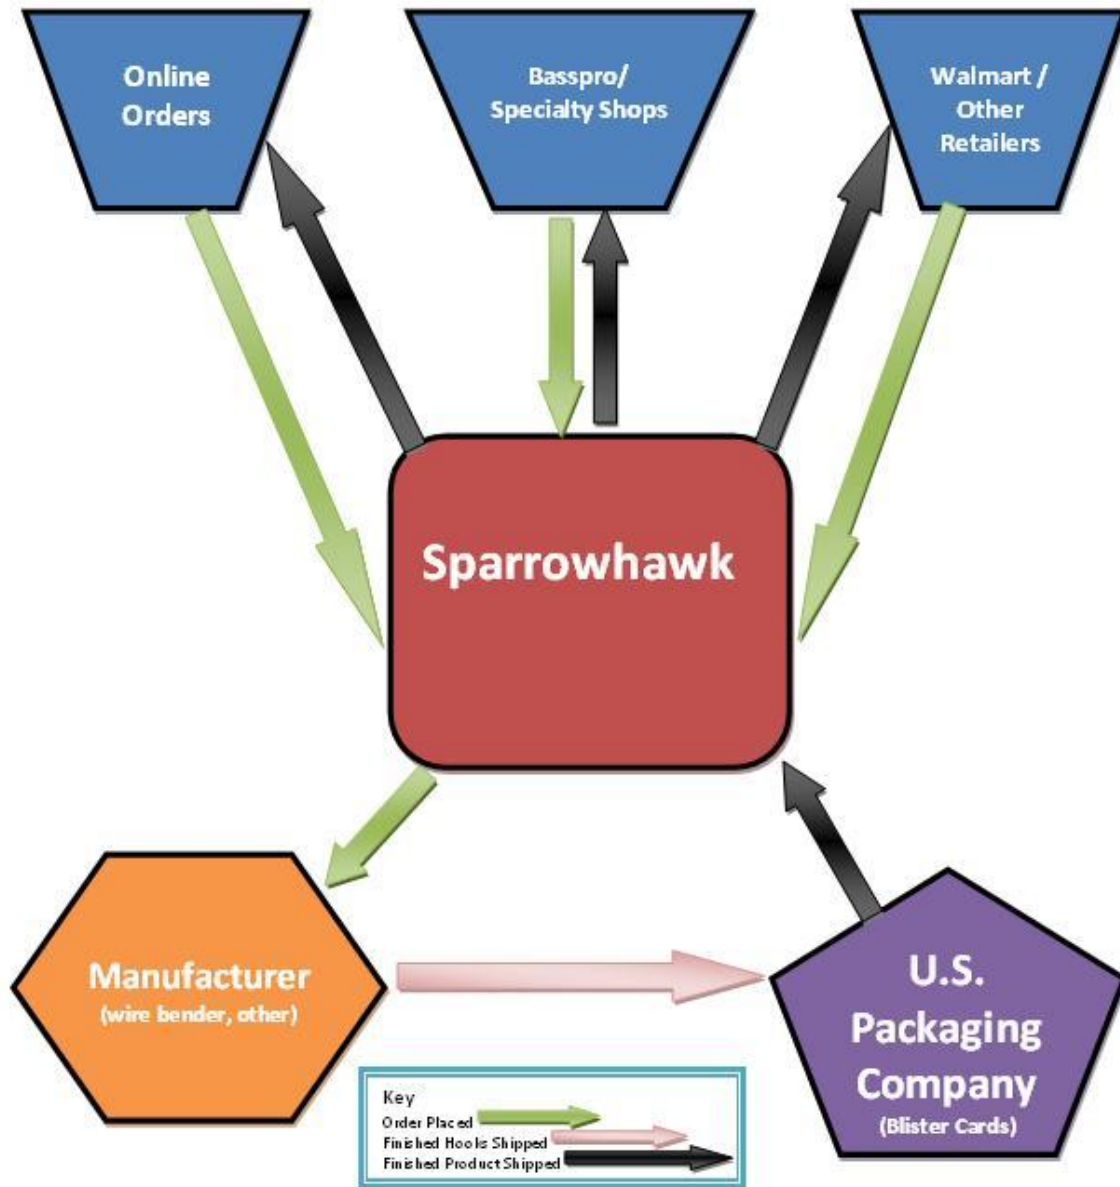 Online
Orders
Basspro/
Specialty Shops
Walmart /
Other
Retailers
Sparrowhawk
Manufacturer
(wire bender, other)
U.S.
Packaging
Company
(Blister Cards)
Key
Order Placed
Finished Hooks Shipped
Finished Product Shipped